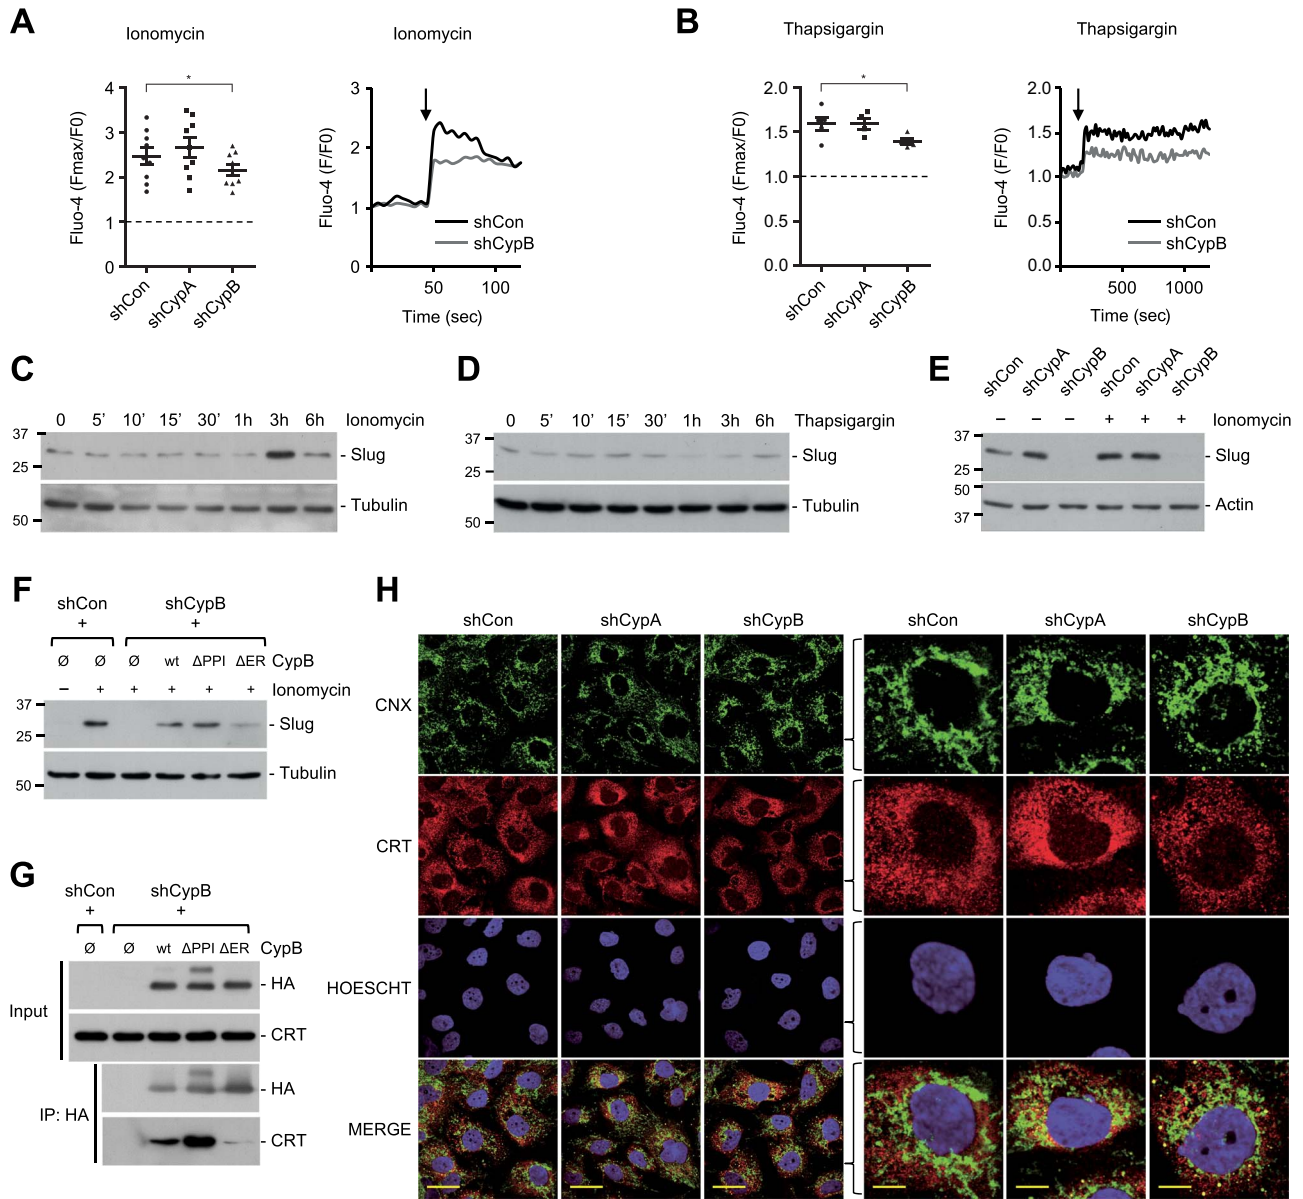 A
Ionomycin
Ionomycin
Fluo-4 (Fmax/F0)
4
3
2
1
0
*
shCon
shCypA
shCypB
Fluo-4 (F/F0)
3
2
1
0
shCon
shCypB
50
100
Time (sec)
B
Thapsigargin
Thapsigargin
Fluo-4 (Fmax/F0)
2.0
1.5
1.0
0.5
0.0
*
shCon
shCypA
shCypB
Fluo-4 (F/F0)
2.0
1.5
1.0
0.5
0.0
shCon
shCypB
500
1000
Time (sec)
C
0 5’ 10’ 15’ 30’ 1h 3h 6h Ionomycin
37
25
- Slug
50
- Tubulin
D
0 5’ 10’ 15’ 30’ 1h 3h 6h Thapsigargin
37
25
- Slug
50
- Tubulin
E
shCon shCypA shCypB shCon shCypA shCypB
– – – + + + Ionomycin
37
25
- Slug
50
37
- Actin
F
shCon shCypB
+ +
Ø Ø Ø wt ΔPPI ΔER CypB
– + + + + + Ionomycin
37
25
- Slug
50
- Tubulin
G
shCon shCypB
+ +
Ø Ø wt ΔPPI ΔER CypB
Input
- HA
- CRT
IP: HA
- HA
- CRT
H
shCon shCypA shCypB shCon shCypA shCypB
CNX
CRT
HOESCHT
MERGE